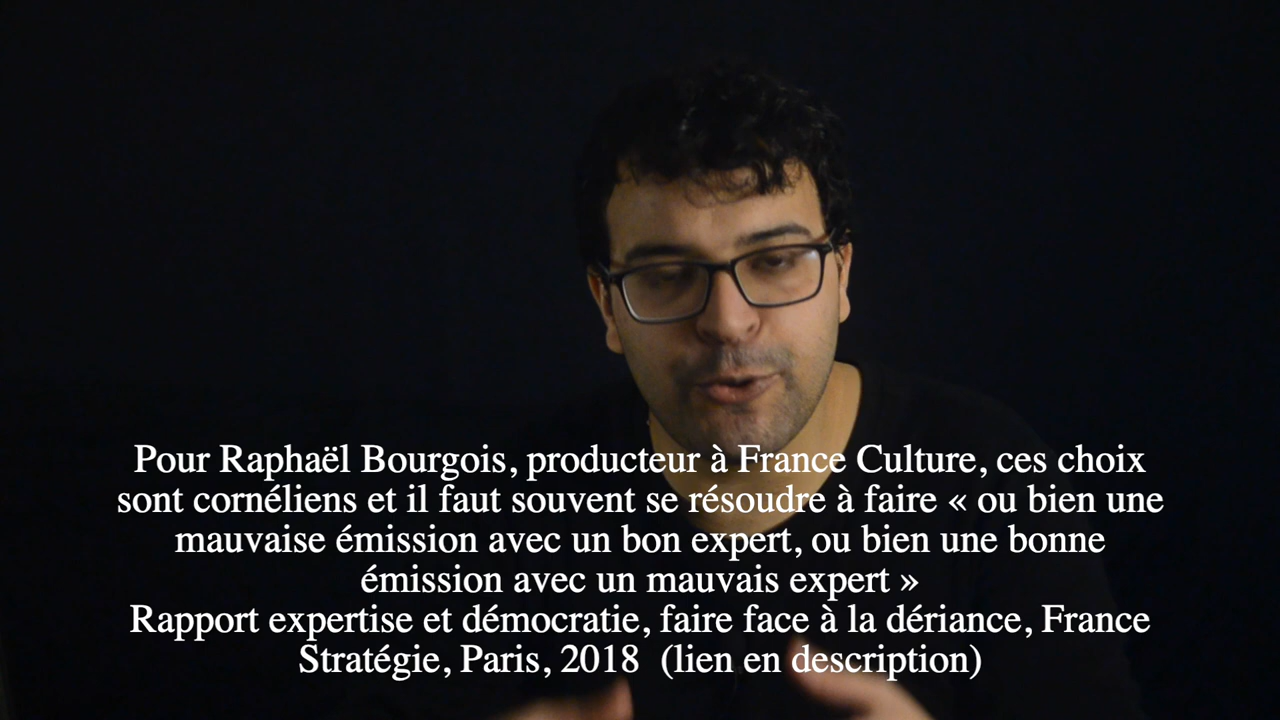 Pour Raphaël Bourgois, producteur à France Culture, ces choix
sont cornéliens et il faut souvent se résoudre à faire « ou bien une
mauvaise émission avec un bon expert, ou bien une bonne
émission avec un mauvais expert »
Rapport expertise et démocratie, faire face à la dériance, France
Stratégie, Paris, 2018 (lien en description)